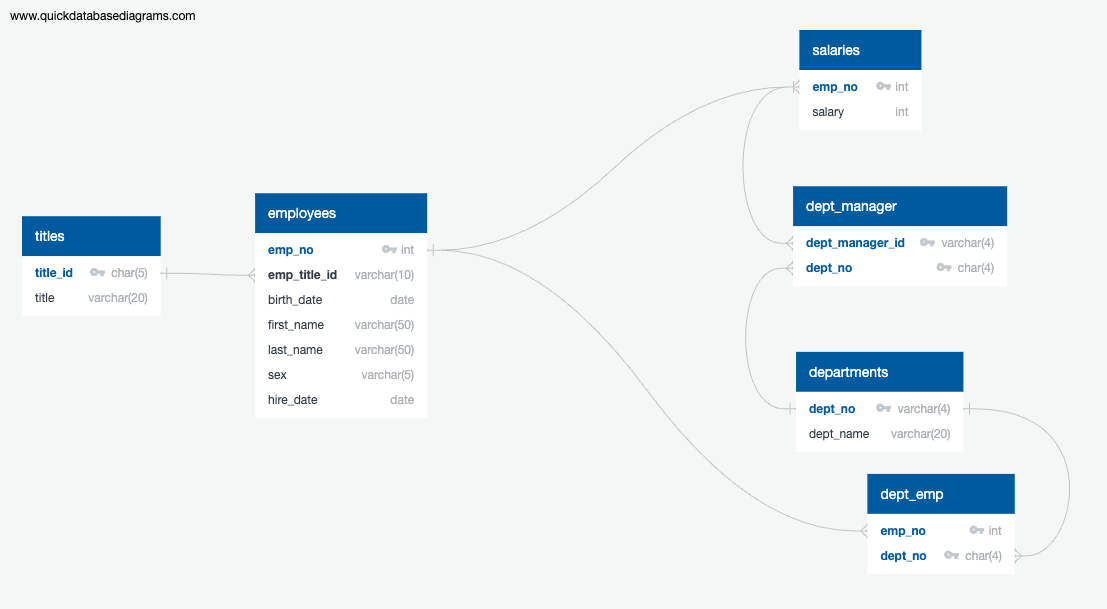 www.quickdatabasediagrams.com
titles
title_id char(5)
title varchar(20)
employees
emp_no int
emp_title_id varchar(10)
birth_date date
first_name varchar(50)
last_name varchar(50)
sex varchar(5)
hire_date date
salaries
emp_no int
salary int
dept_manager
dept_manager_id varchar(4)
dept_no char(4)
departments
dept_no varchar(4)
dept_name varchar(20)
dept_emp
emp_no int
dept_no char(4)